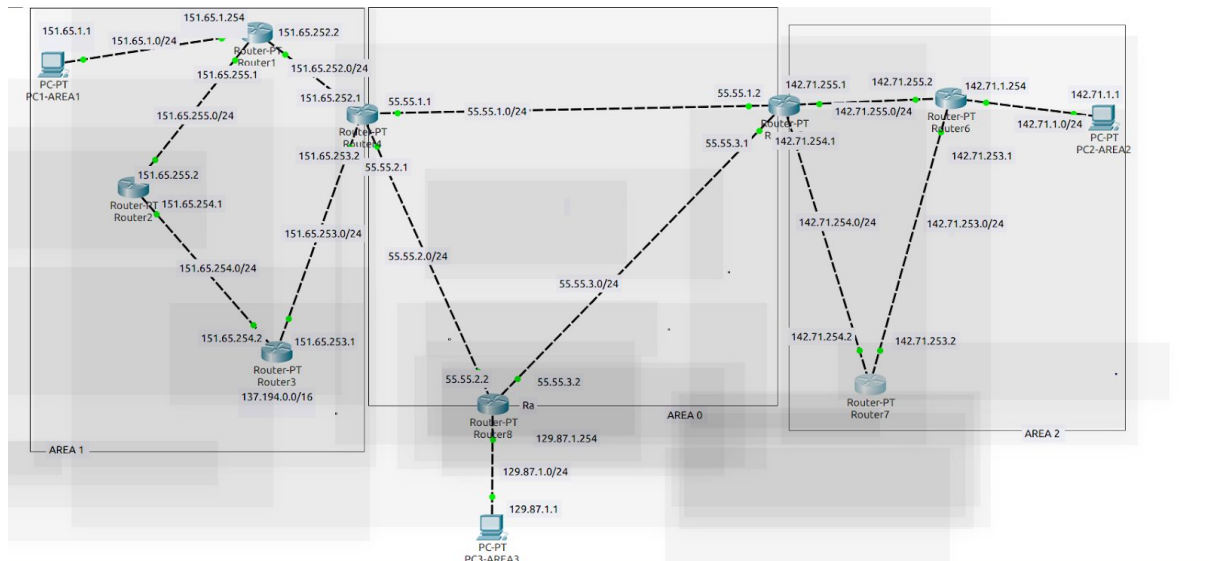 151.65.1.254
151.65.1.1
151.65.1.0/24
PC-PT
PC1-AREA1
151.65.252.2
Router-PT
Router1
151.65.255.1
151.65.252.0/24
151.65.252.1
151.65.255.0/24
151.65.255.2
Router-PT
Router2
151.65.254.1
151.65.254.0/24
151.65.254.2
151.65.253.1
Router-PT
Router3
137.194.0.0/16
151.65.253.0/24
151.65.253.2
Router-PT
Router4
AREA 1
55.55.1.1
55.55.1.0/24
55.55.1.2
55.55.2.1
55.55.2.0/24
55.55.2.2
55.55.3.1
55.55.3.0/24
55.55.3.2
Ra
Router-PT
Router8
AREA 0
129.87.1.254
129.87.1.0/24
129.87.1.1
PC-PT
PC3-AREA3
142.71.255.1
Router-PT
R
142.71.254.1
142.71.255.0/24
142.71.255.2
Router-PT
Router6
142.71.1.254
142.71.1.0/24
142.71.1.1
PC-PT
PC2-AREA2
142.71.253.1
142.71.253.0/24
142.71.253.2
142.71.254.0/24
142.71.254.2
Router-PT
Router7
AREA 2